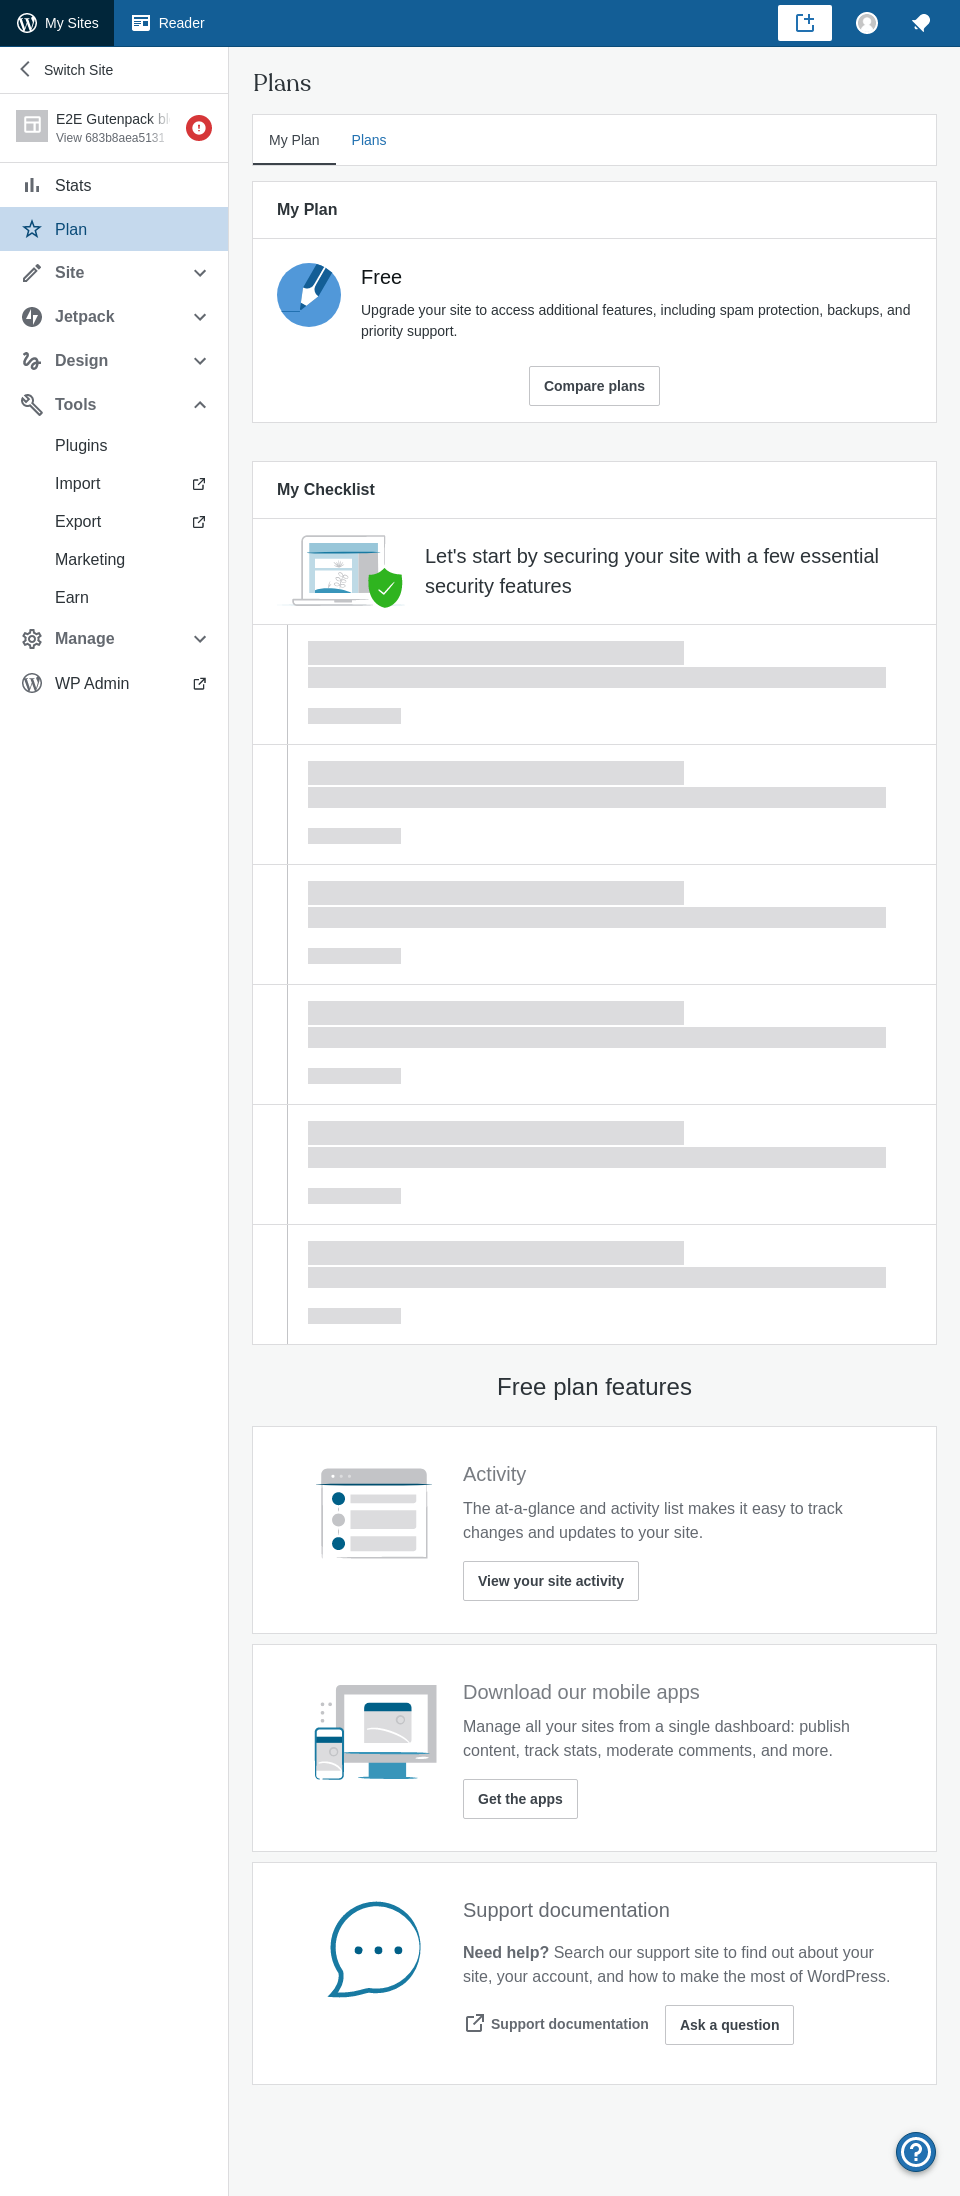 My Sites
Reader
Switch Site
E2E Gutenpack
View 683b8aea5131
Stats
Plan
Site
Jetpack
Design
Tools
Plugins
Import
Export
Marketing
Earn
Manage
WP Admin
Plans
My Plan
Plans
My Plan
Free
Upgrade your site to access additional features, including spam protection, backups, and
priority support.
Compare plans
My Checklist
Let's start by securing your site with a few essential
security features
Free plan features
Activity
The at-a-glance and activity list makes it easy to track
changes and updates to your site.
View your site activity
Download our mobile apps
Manage all your sites from a single dashboard: publish
content, track stats, moderate comments, and more.
Get the apps
Support documentation
Need help? Search our support site to find out about your
site, your account, and how to make the most of WordPress.
Support documentation
Ask a question